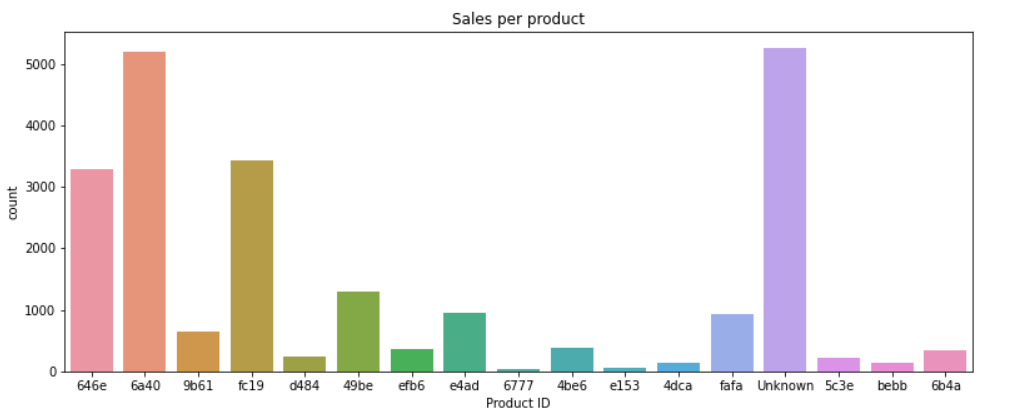 Sales per product
5000
4000
3000
2000
1000
0
count
646e 6a40 9b61 fc19 d484 49be efb6 e4ad 6777 4be6 e153 4dca fafa Unknown 5c3e bebb 6b4a
Product ID